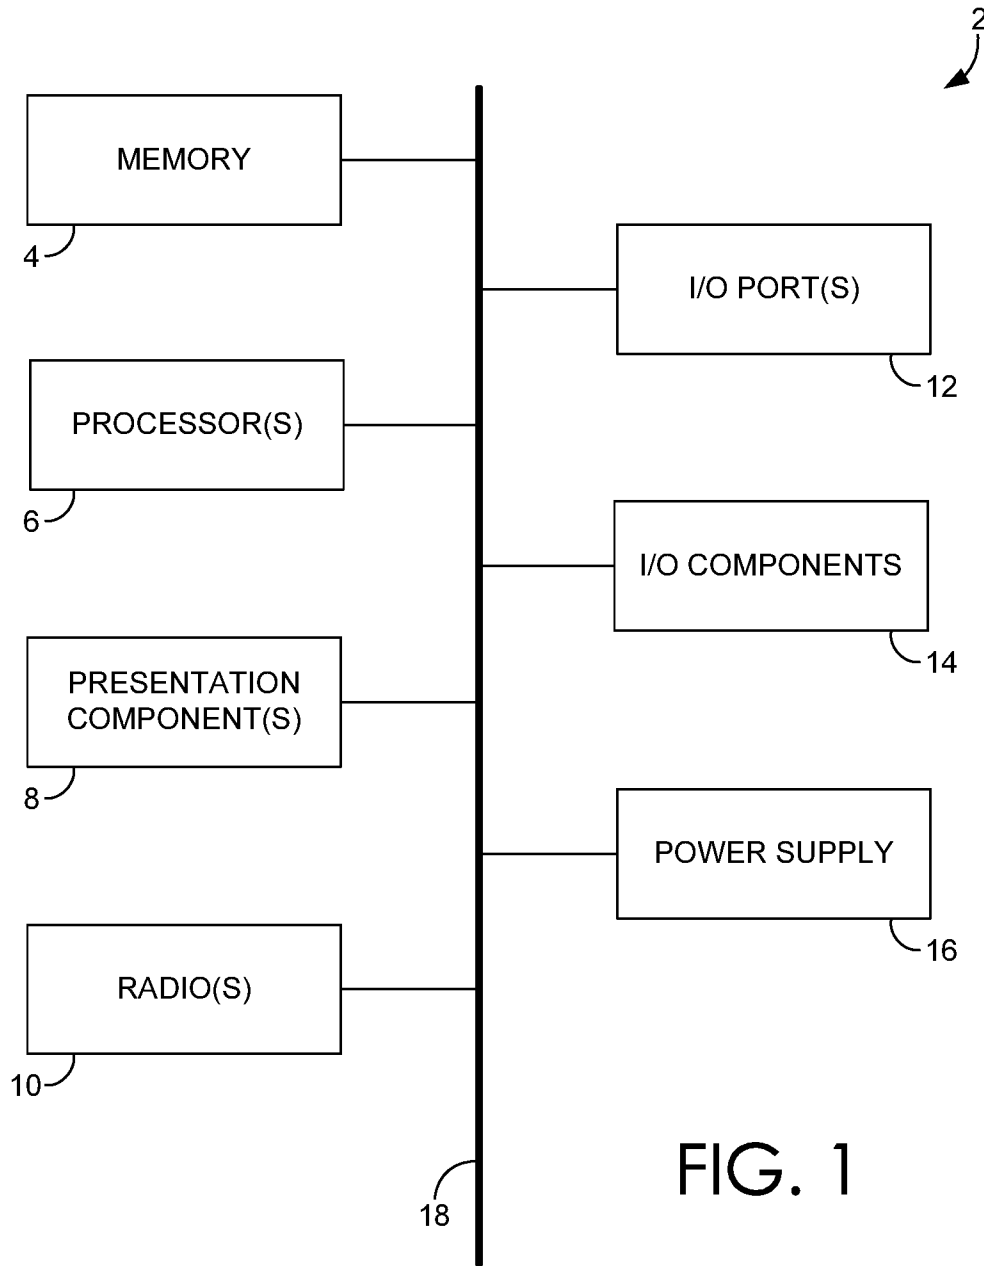 2
MEMORY
4
I/O PORT(S)
12
PROCESSOR(S)
6
I/O COMPONENTS
14
PRESENTATION
COMPONENT(S)
8
POWER SUPPLY
16
RADIO(S)
10
18
FIG. 1